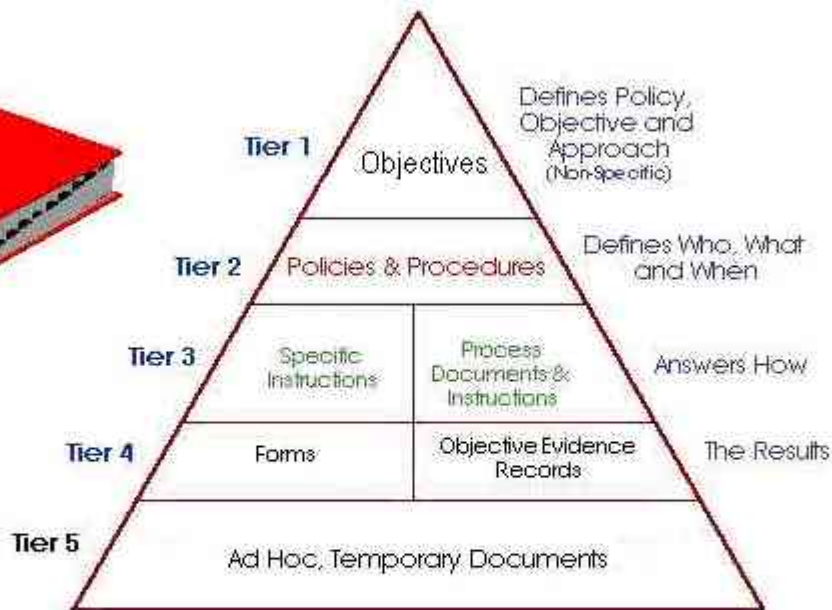 Tier 1
Objectives
Defines Policy,
Objective and
Approach
(Non-Specific)
Tier 2
Policies & Procedures
Defines Who, What
and When
Tier 3
Specific
Instructions
Process
Documents &
Instructions
Answers How
Tier 4
Forms
Objective Evidence
Records
The Results
Tier 5
Ad Hoc, Temporary Documents